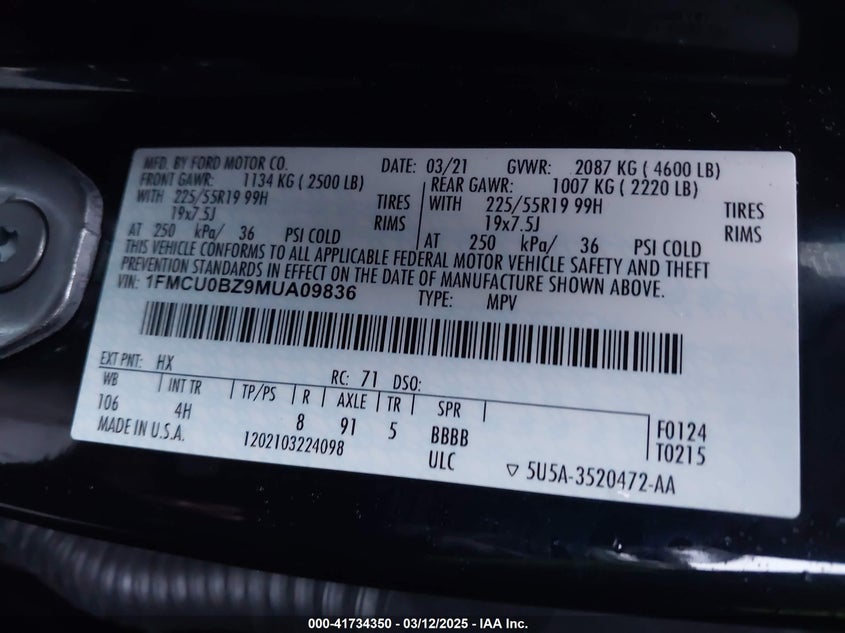 MFD. BY FORD MOTOR CO. DATE: 03/21 GVWR: 2087 KG ( 4600 LB)
FRONT GAWR: 1134 KG ( 2500 LB) REAR GAWR: 1007 KG ( 2220 LB)
WITH 225/55R19 99H TIRES WITH 225/55R19 99H TIRES
19x7.5J RIMS 19x7.5J RIMS
AT 250 kPa/ 36 PSI COLD AT 250 kPa/ 36 PSI COLD
THIS VEHICLE CONFORMS TO ALL APPLICABLE FEDERAL MOTOR VEHICLE SAFETY AND THEFT
PREVENTION STANDARDS IN EFFECT ON THE DATE OF MANUFACTURE SHOWN ABOVE.
VIN: 1FMCU0BZ9MUA09836 TYPE: MPV
EXT PNT: HX RC: 71 DSO:
WB INT TR TP/PS R AXLE TR SPR
106 4H 8 91 5 BBBB F0124
MADE IN U.S.A. 1202103224098 ULC T0215
5U5A-3520472-AA
000-41734350 - 03/12/2025 - IAA Inc.